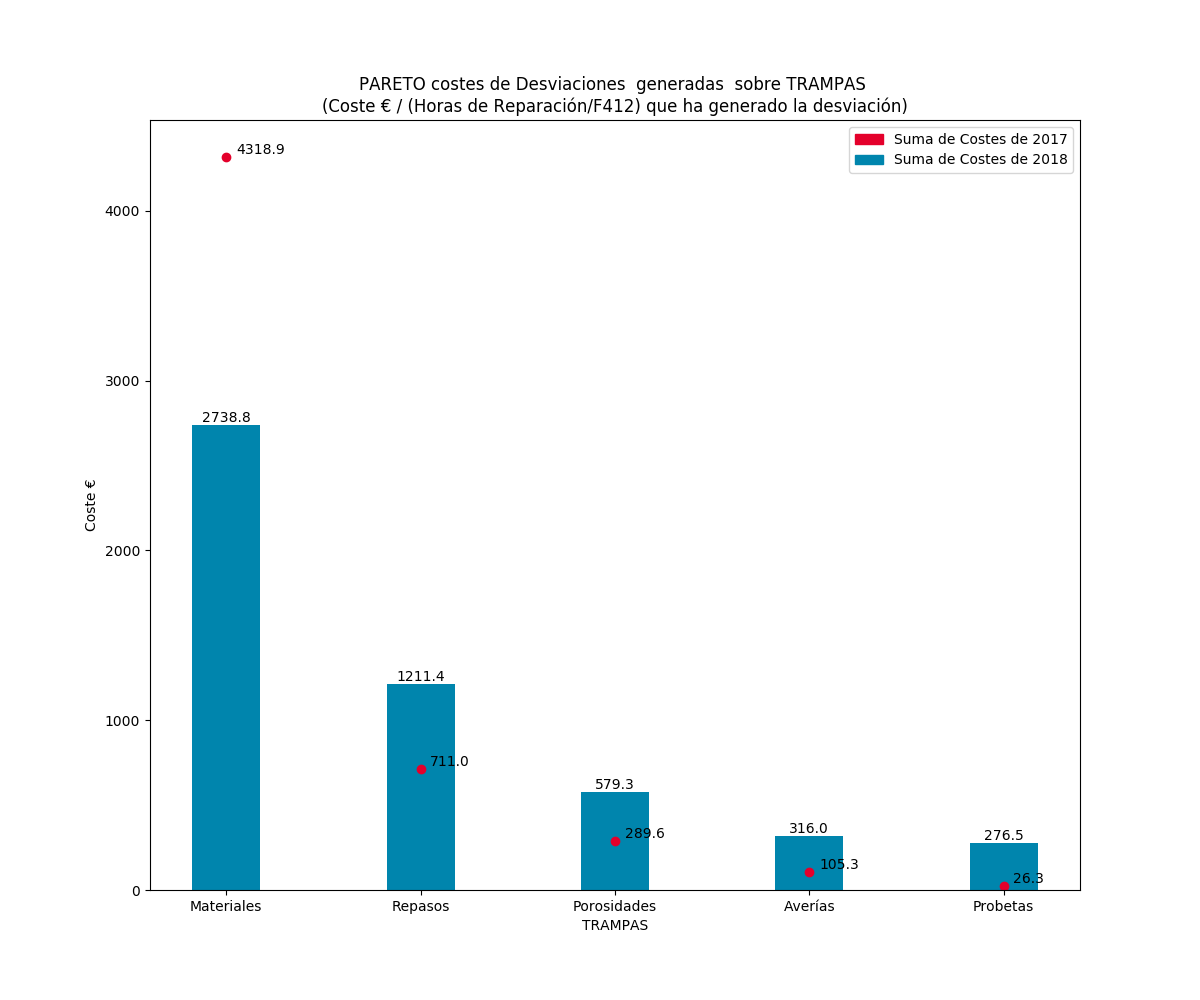 PARETO costes de Desviaciones  generadas  sobre TRAMPAS
(Coste € / (Horas de Reparación/F412) que ha generado la desviación)
Suma de Costes de 2017
Suma de Costes de 2018
4318.9
4000
3000
2738.8
Coste €
2000
1211.4
1000
711.0
579.3
289.6
316.0
105.3
276.5
26.3
0
Materiales
Repasos
Porosidades
Averías
Probetas
TRAMPAS